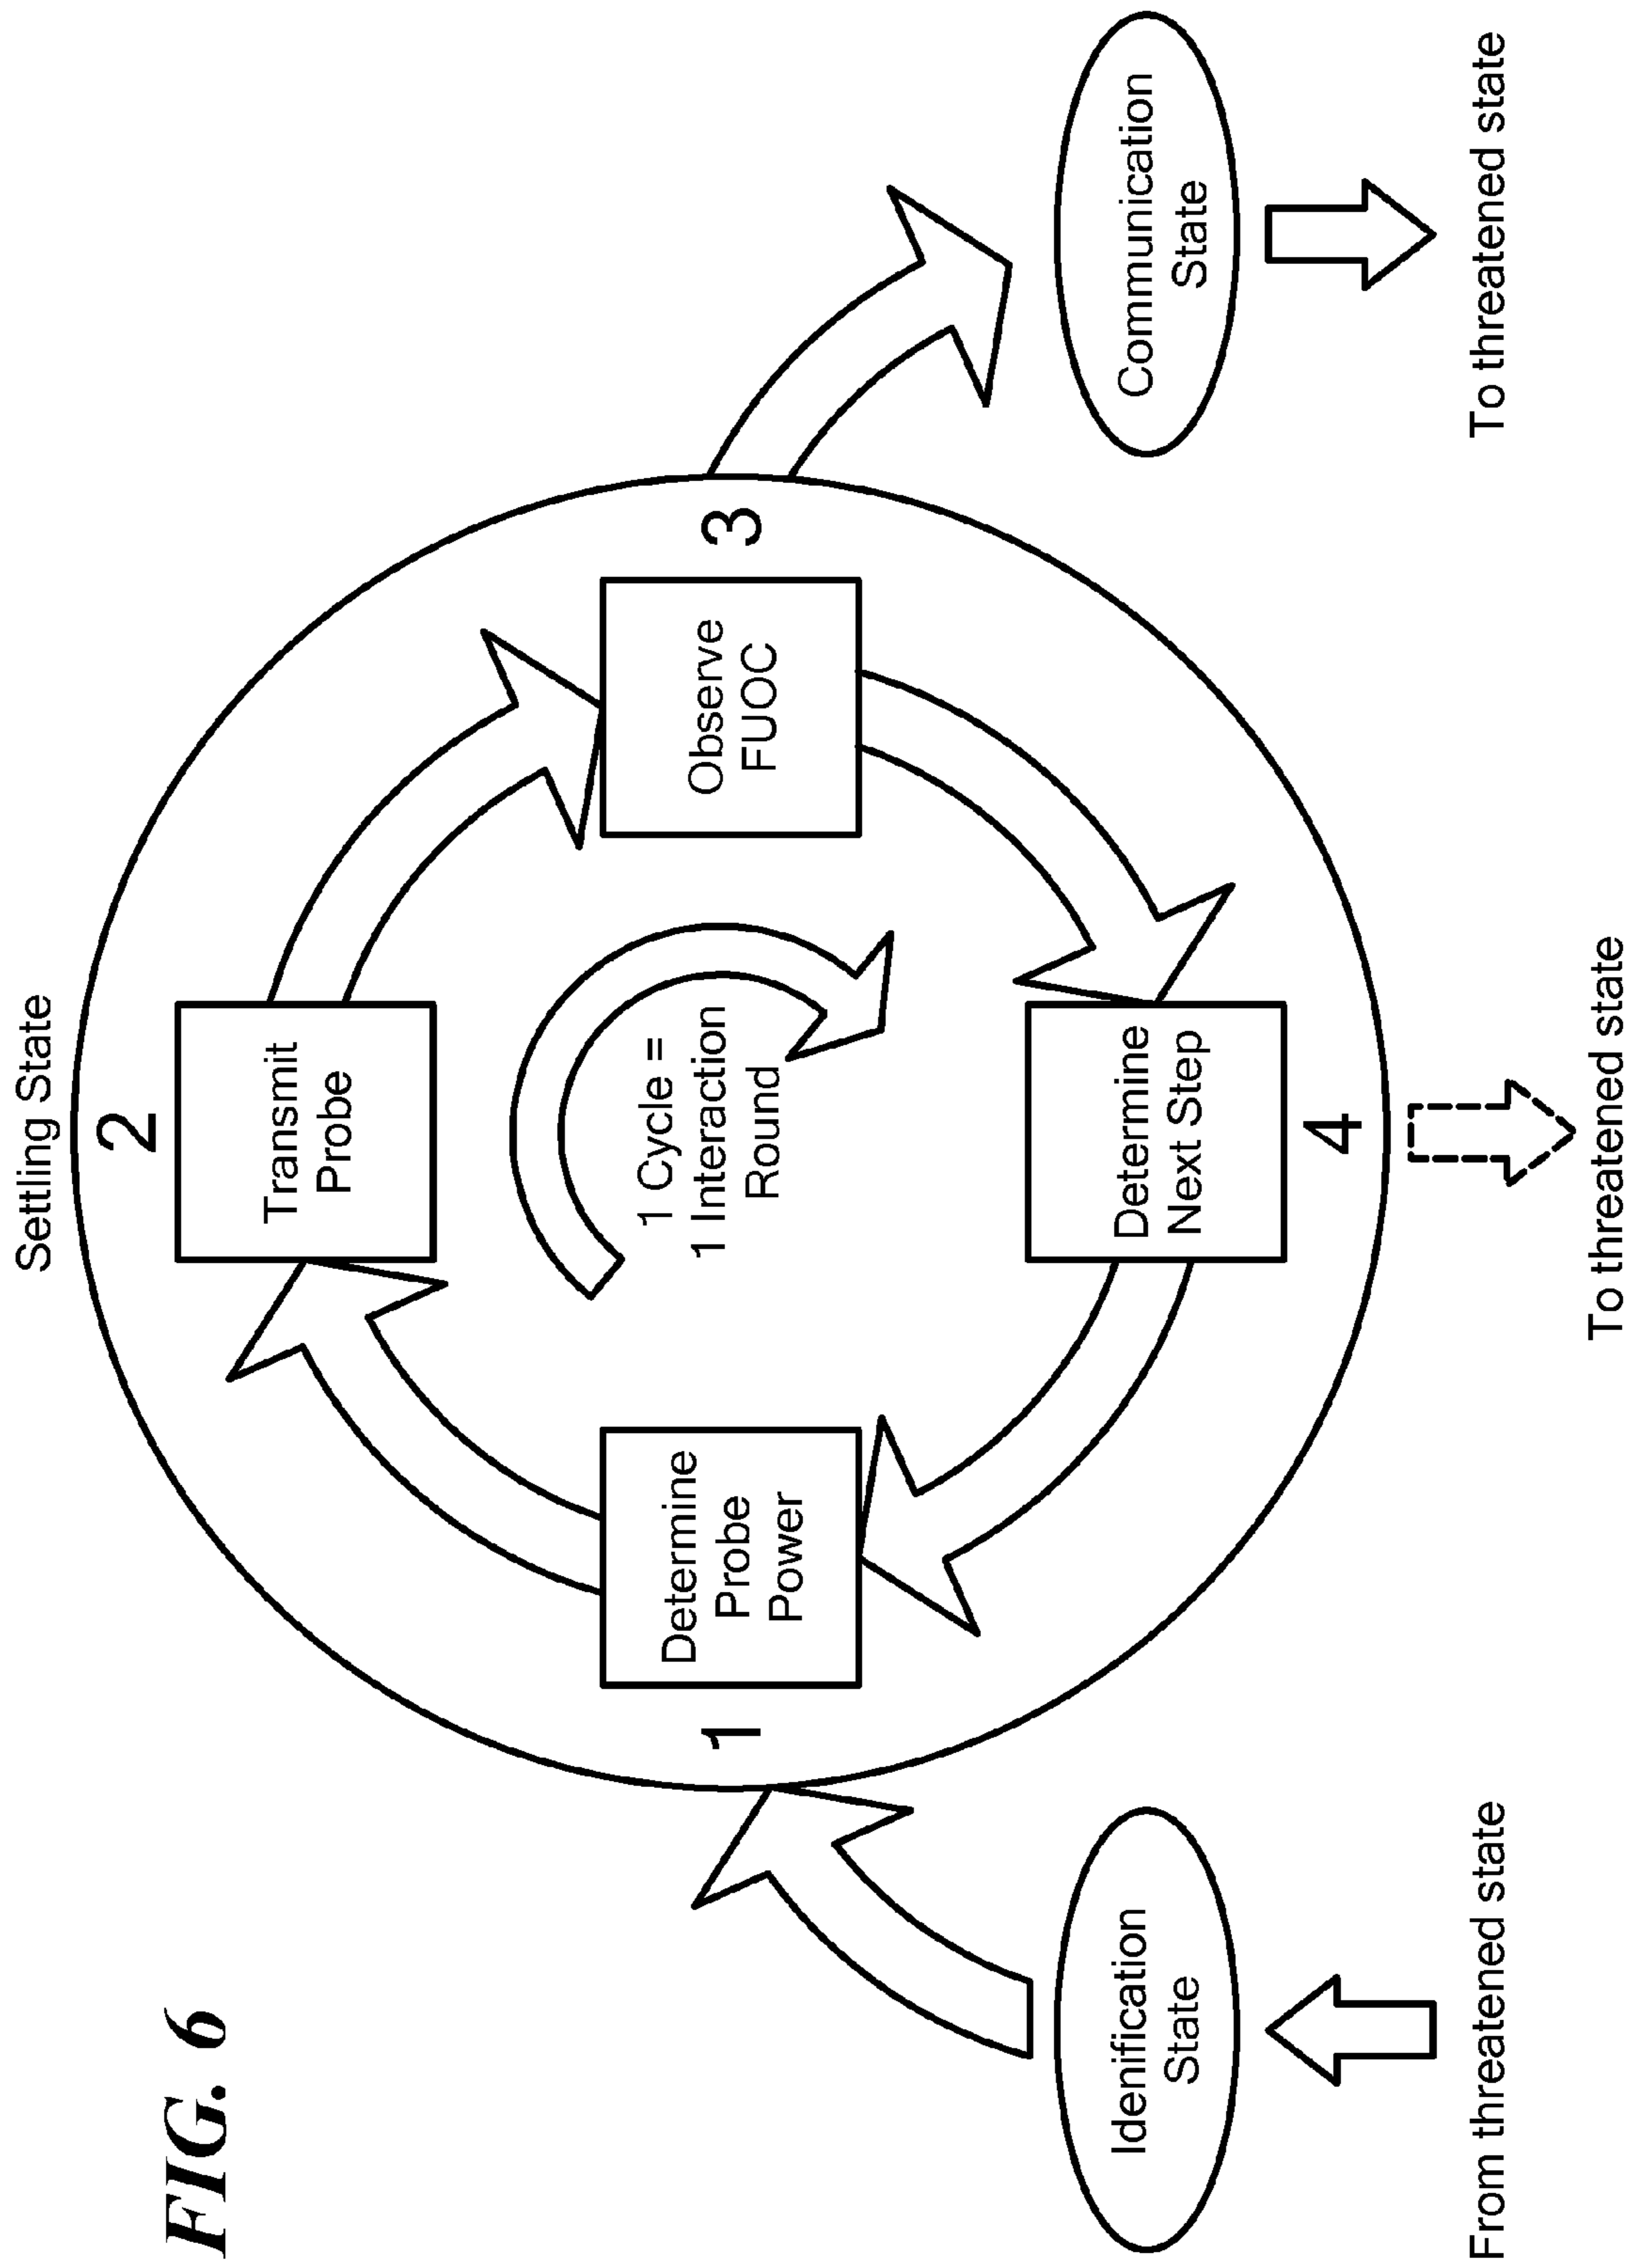 FIG. 6
Settling State
2
Transmit
Probe
1
Determine
Probe
Power
1 Cycle =
1 Interaction
Round
Observe
FUOC
3
Determine
Next Step
4
Idenification
State
Communication
State
From threatened state
To threatened state
To threatened state